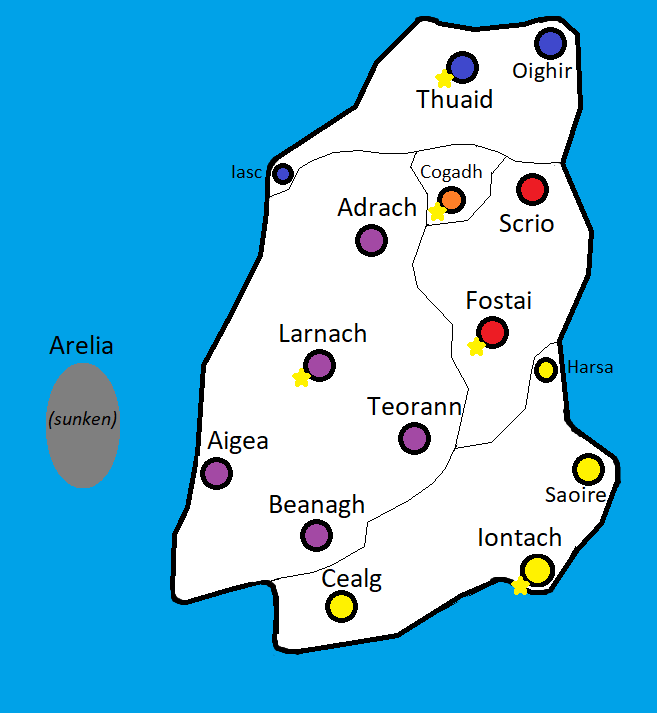 Oighir
Thuaid
Iasc
Cogadh
Adrach
Scrio
Fostai
Larnach
Arelia
Harsa
Teorann
(sunken)
Aigea
Saoire
Beanagh
Iontach
Cealg